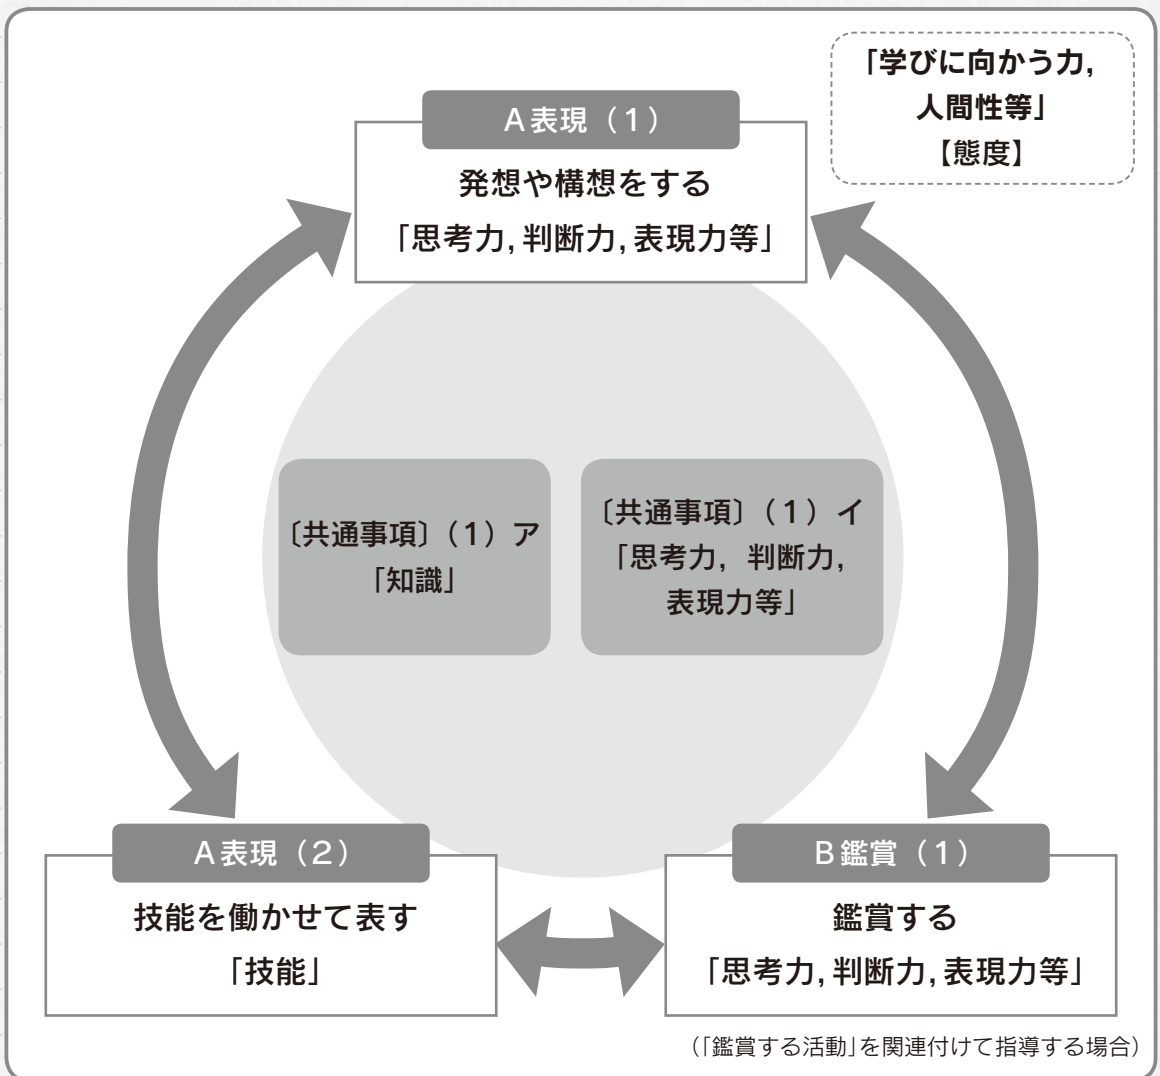 「学びに向かう力,
人間性等」
【態度】
A表現（1）
発想や構想をする
「思考力,判断力,表現力等」
〔共通事項〕（1）ア
「知識」
〔共通事項〕（1）イ
「思考力，判断力，
表現力等」
A表現（2）
技能を働かせて表す
「技能」
B鑑賞（1）
鑑賞する
「思考力,判断力,表現力等」
（「鑑賞する活動」を関連付けて指導する場合）